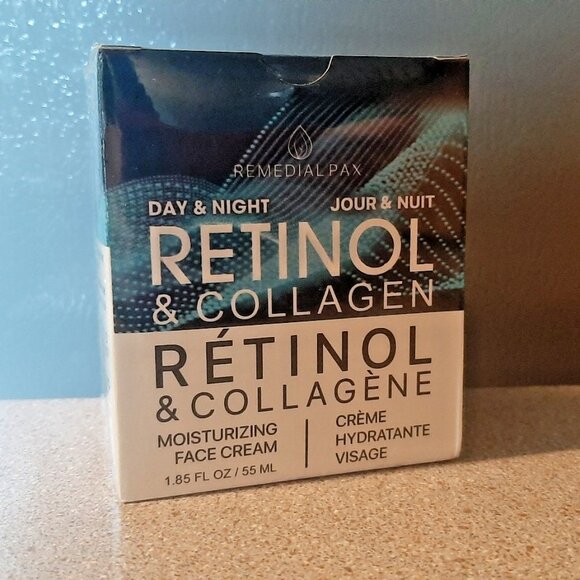 REMEDIAL PAX
DAY & NIGHT JOUR & NUIT
RETINOL
& COLLAGEN
RÉTINOL
& COLLAGÈNE
MOISTURIZING
FACE CREAM
1.85 FL OZ / 55 ML
CRÈME
HYDRATANTE
VISAGE